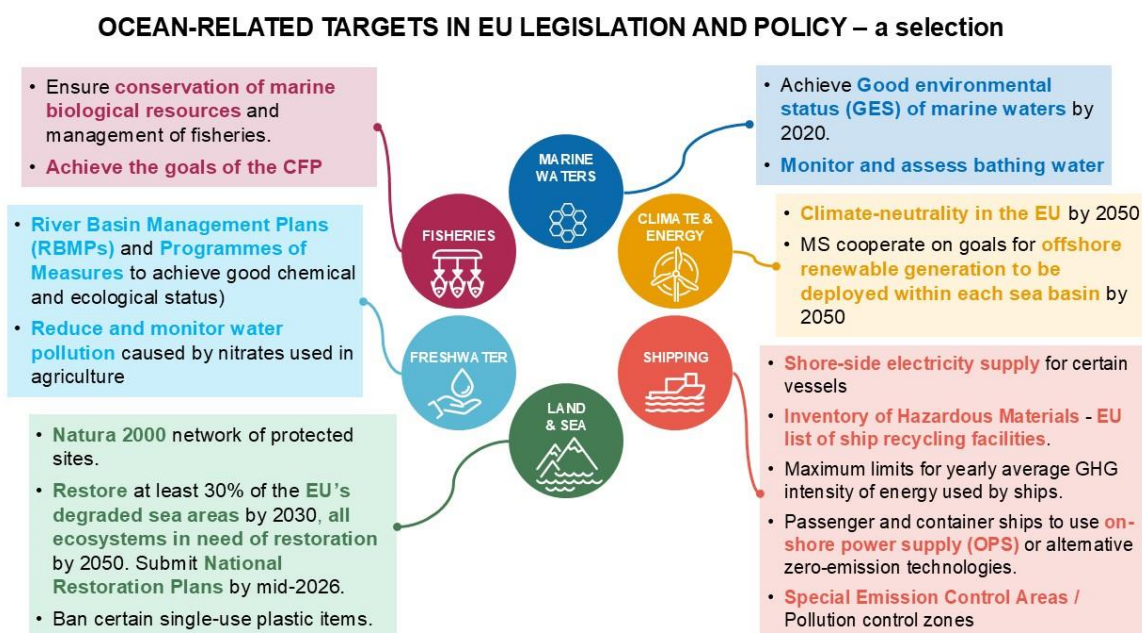 OCEAN-RELATED TARGETS IN EU LEGISLATION AND POLICY – a selection
• Ensure conservation of marine
biological resources and
management of fisheries.
• Achieve the goals of the CFP
• River Basin Management Plans
(RBMPs) and Programmes of
Measures to achieve good chemical
and ecological status)
• Reduce and monitor water
pollution caused by nitrates used in
agriculture
• Natura 2000 network of protected
sites.
• Restore at least 30% of the EU’s
degraded sea areas by 2030, all
ecosystems in need of restoration
by 2050. Submit National
Restoration Plans by mid-2026.
• Ban certain single-use plastic items.
MARINE
WATERS
FISHERIES
CLIMATE &
ENERGY
FRESHWATER
SHIPPING
LAND
& SEA
• Achieve Good environmental
status (GES) of marine waters by
2020.
• Monitor and assess bathing water
• Climate-neutrality in the EU by 2050
• MS cooperate on goals for offshore
renewable generation to be
deployed within each sea basin by
2050
• Shore-side electricity supply for certain
vessels
• Inventory of Hazardous Materials - EU
list of ship recycling facilities.
• Maximum limits for yearly average GHG
intensity of energy used by ships.
• Passenger and container ships to use on-
shore power supply (OPS) or alternative
zero-emission technologies.
• Special Emission Control Areas /
Pollution control zones